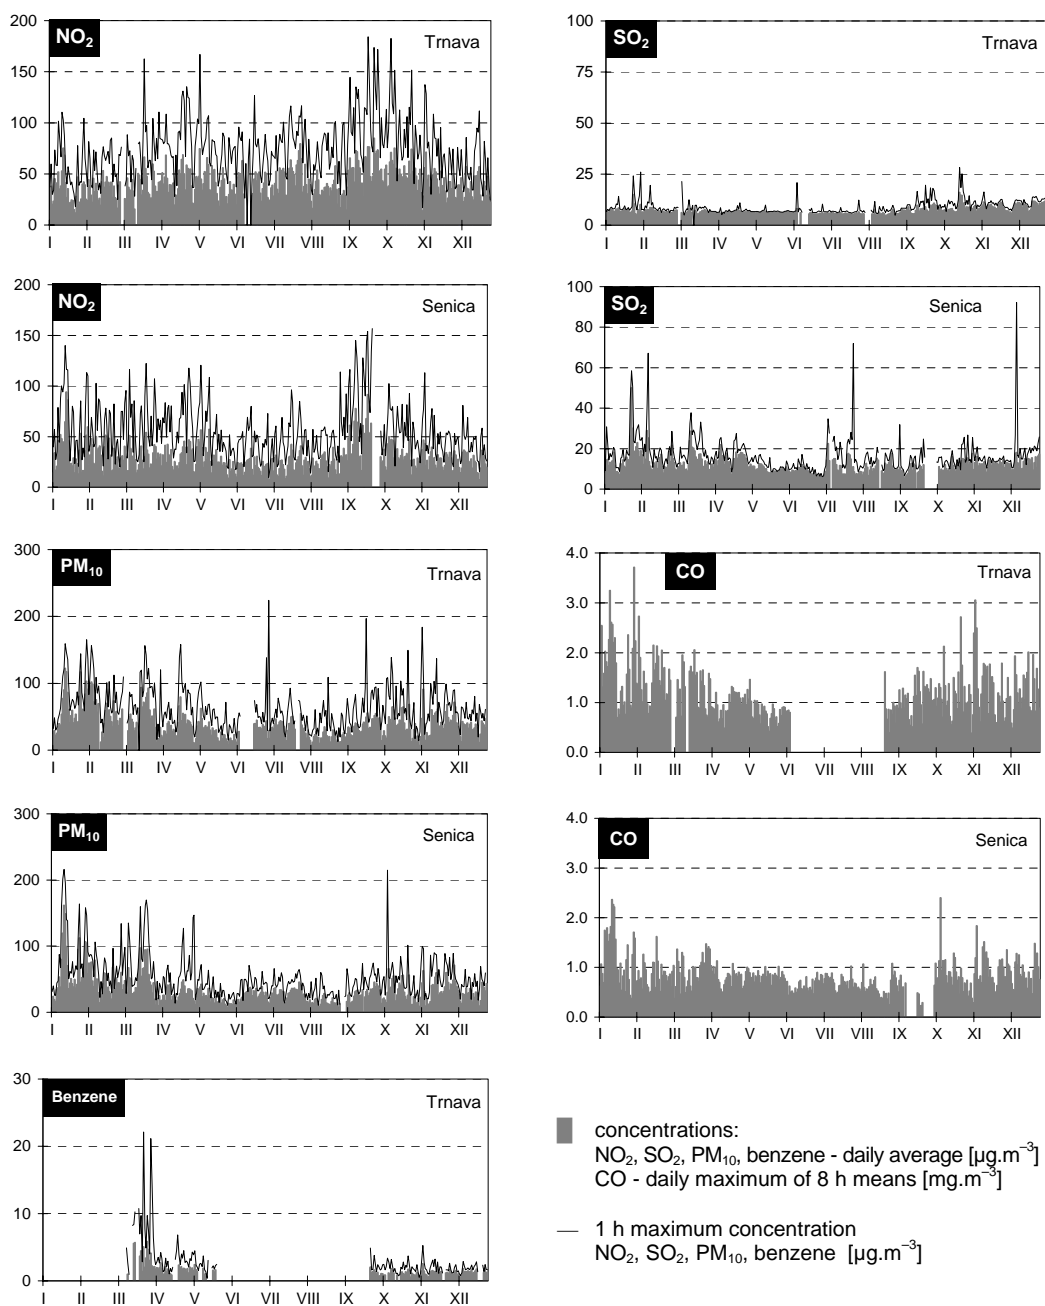 NO₂ Trnava
200
150
100
50
0
I II III IV V VI VII VIII IX X XI XII
SO₂ Trnava
100
75
50
25
0
I II III IV V VI VII VIII IX X XI XII
NO₂ Senica
200
150
100
50
0
I II III IV V VI VII VIII IX X XI XII
SO₂ Senica
100
80
60
40
20
0
I II III IV V VI VII VIII IX X XI XII
PM₁₀ Trnava
300
200
100
0
I II III IV V VI VII VIII IX X XI XII
CO Trnava
4.0
3.0
2.0
1.0
0.0
I II III IV V VI VII VIII IX X XI XII
PM₁₀ Senica
300
200
100
0
I II III IV V VI VII VIII IX X XI XII
CO Senica
4.0
3.0
2.0
1.0
0.0
I II III IV V VI VII VIII IX X XI XII
Benzene Trnava
30
20
10
0
I II III IV V VI VII VIII IX X XI XII
concentrations:
NO₂, SO₂, PM₁₀, benzene - daily average [µg.m⁻³]
CO - daily maximum of 8 h means [mg.m⁻³]
1 h maximum concentration
NO₂, SO₂, PM₁₀, benzene [µg.m⁻³]